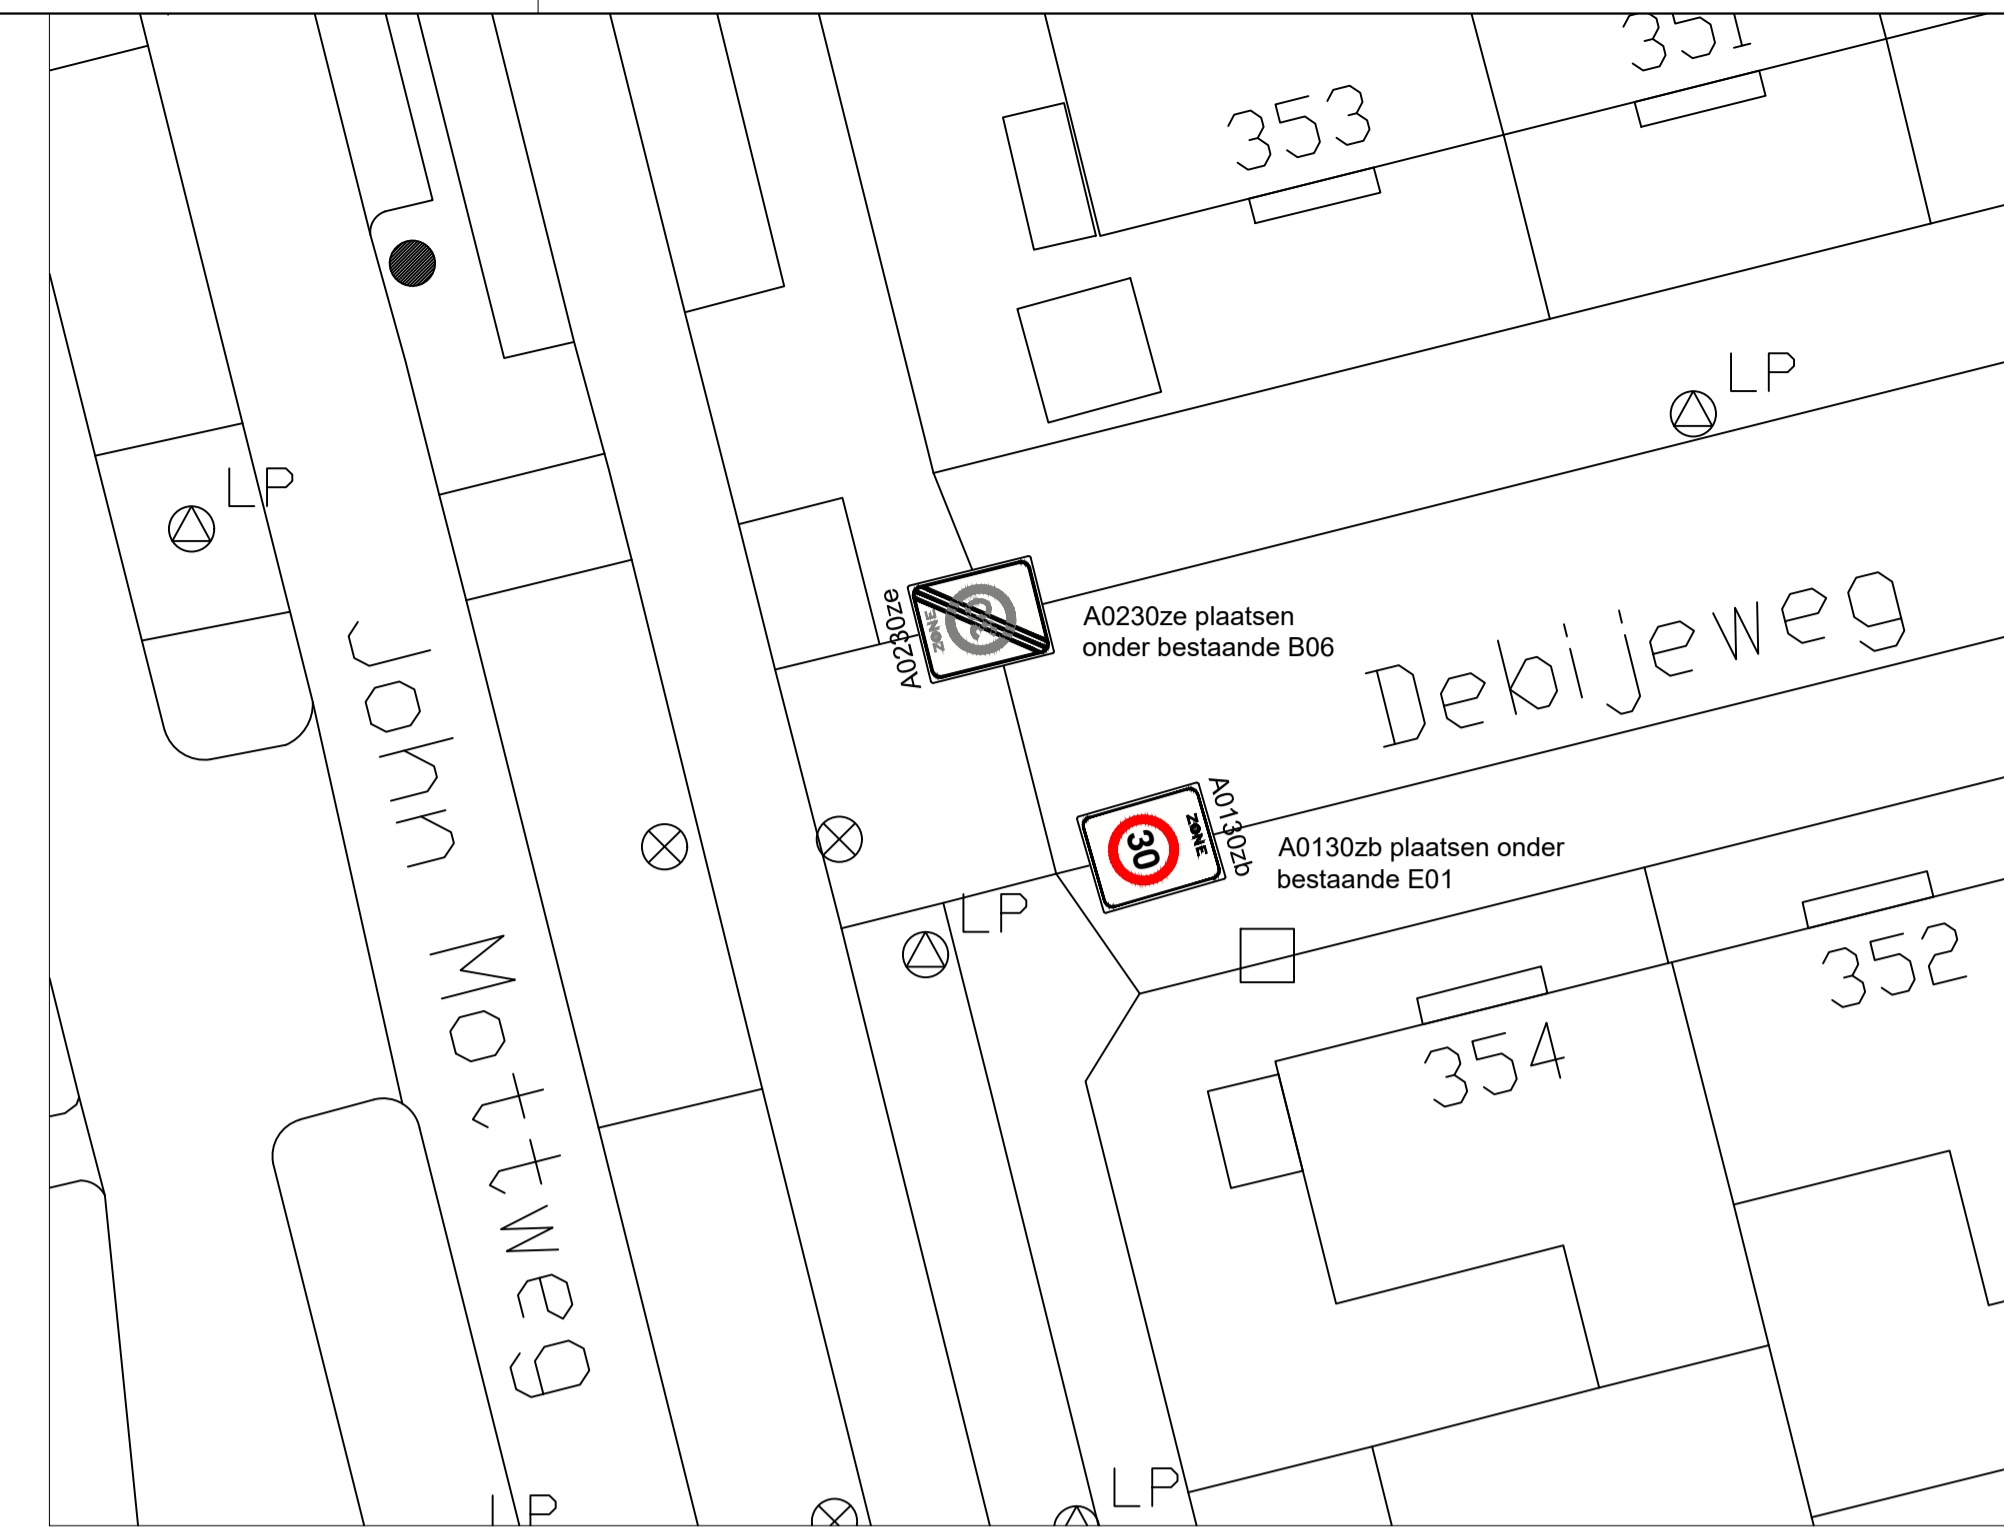 351
353
LP
LP
A0230ze
ZONE
A0230ze plaatsen
onder bestaande B06
Debijeweg
John Mottweg
30
ZONE
A0130zb
A0130zb plaatsen onder
bestaande E01
LP
352
354
LP
LP